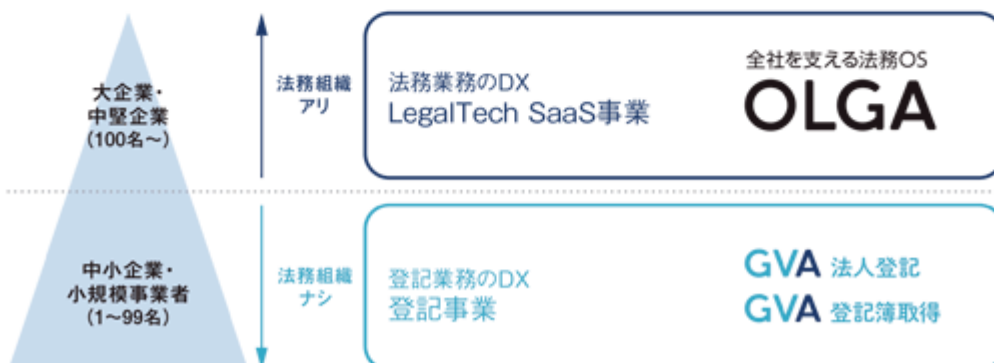 大企業・
中堅企業
(100名～)
法務組織
アリ
法務業務のDX
LegalTech SaaS事業
全社を支える法務OS
OLGA
中小企業・
小規模事業者
(1～99名)
法務組織
ナシ
登記業務のDX
登記事業
GVA 法人登記
GVA 登記簿取得